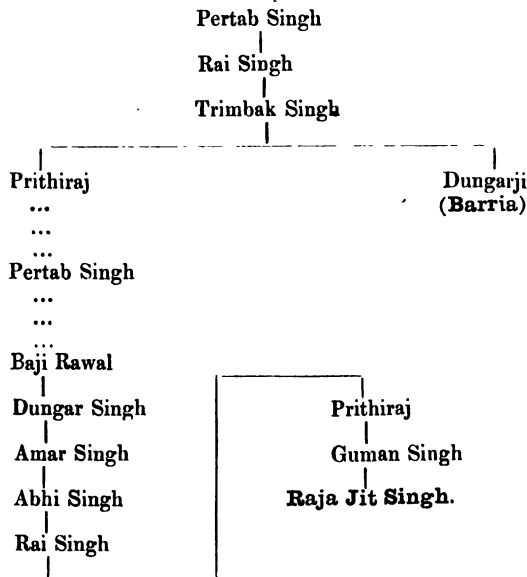 Pertab Singh
Rai Singh
Trimbak Singh
Prithiraj
Dungarji
(Barria)
...
...
...
Pertab Singh
...
...
...
Baji Rawal
Dungar Singh
Amar Singh
Abhi Singh
Rai Singh
Prithiraj
Guman Singh
Raja Jit Singh.